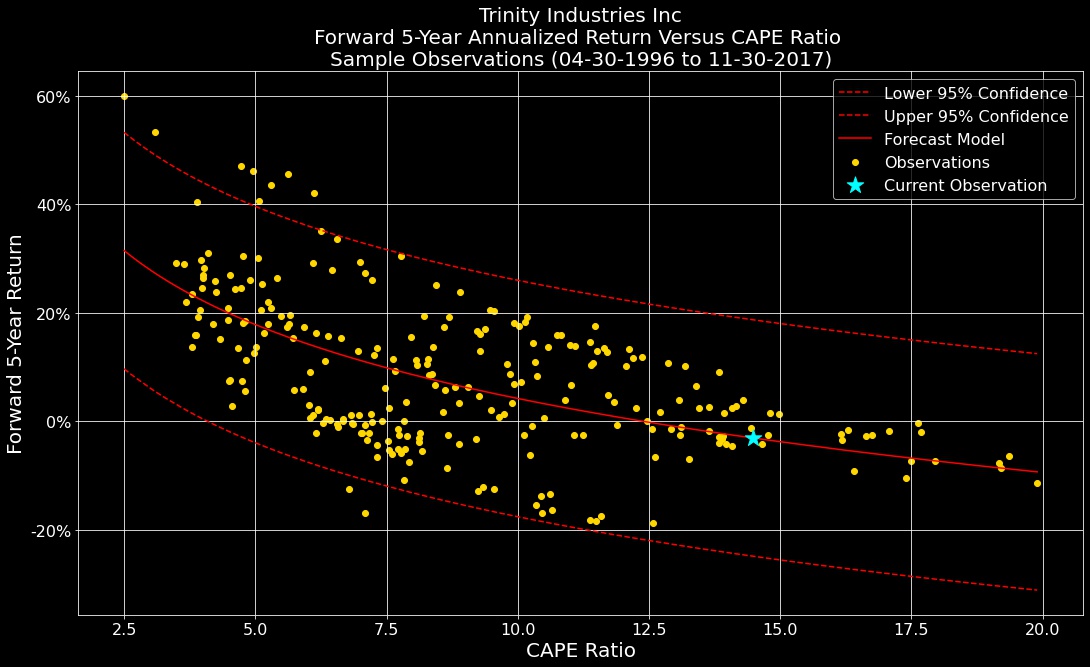 Trinity Industries Inc
Forward 5-Year Annualized Return Versus CAPE Ratio
Sample Observations (04-30-1996 to 11-30-2017)
Lower 95% Confidence
Upper 95% Confidence
Forecast Model
Observations
Current Observation
Forward 5-Year Return
60%
40%
20%
0%
-20%
2.5 5.0 7.5 10.0 12.5 15.0 17.5 20.0
CAPE Ratio